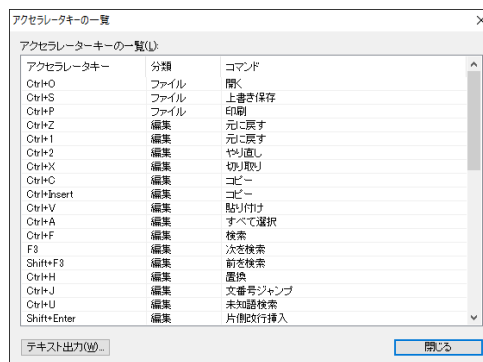 アクセラレータキーの一覧
アクセラレーターキーの一覧(L):
アクセラレータキー 分類 コマンド
Ctrl+O ファイル 開く
Ctrl+S ファイル 上書き保存
Ctrl+P ファイル 印刷
Ctrl+Z 編集 元に戻す
Ctrl+1 編集 元に戻す
Ctrl+2 編集 やり直し
Ctrl+X 編集 切り取り
Ctrl+C 編集 コピー
Ctrl+Insert 編集 コピー
Ctrl+V 編集 貼り付け
Ctrl+A 編集 すべて選択
Ctrl+F 編集 検索
F3 編集 次を検索
Shift+F3 編集 前を検索
Ctrl+H 編集 置換
Ctrl+J 編集 文番号ジャンプ
Ctrl+U 編集 未知語検索
Shift+Enter 編集 片側改行挿入
テキスト出力(W)... 閉じる